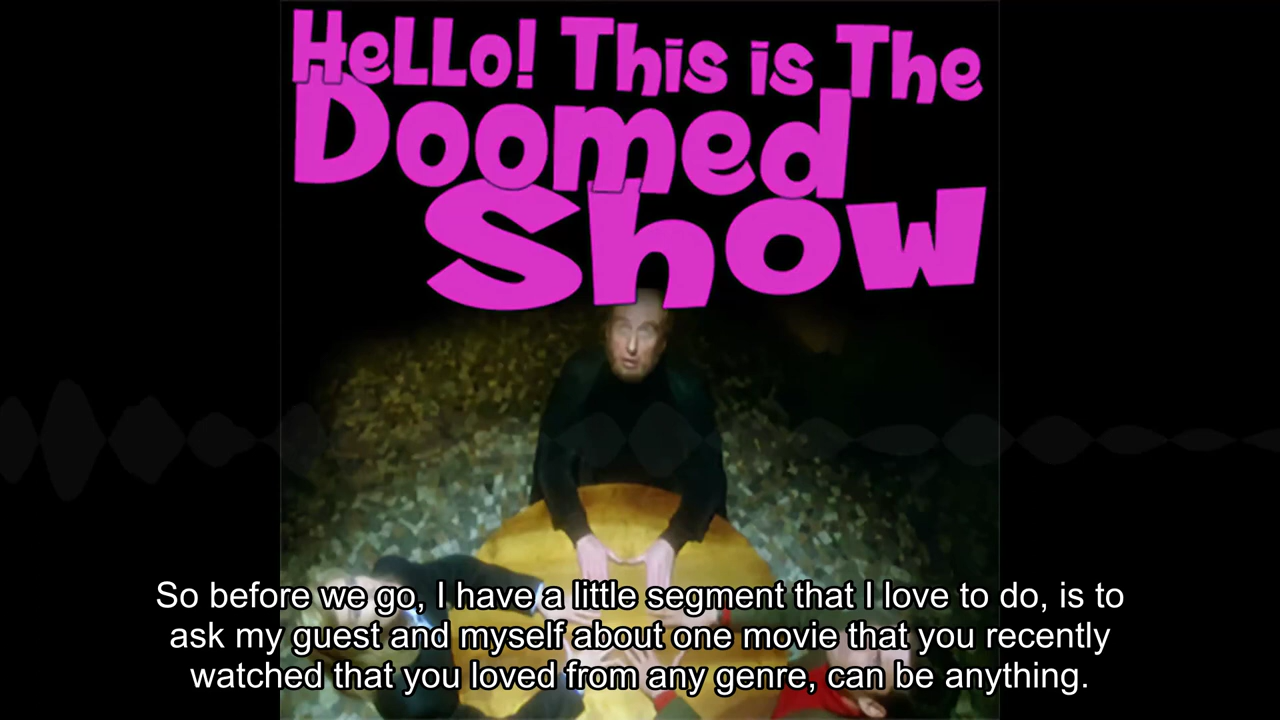 HeLLo! This is The
Doomed
Show
So before we go, I have a little segment that I love to do, is to
ask my guest and myself about one movie that you recently
watched that you loved from any genre, can be anything.